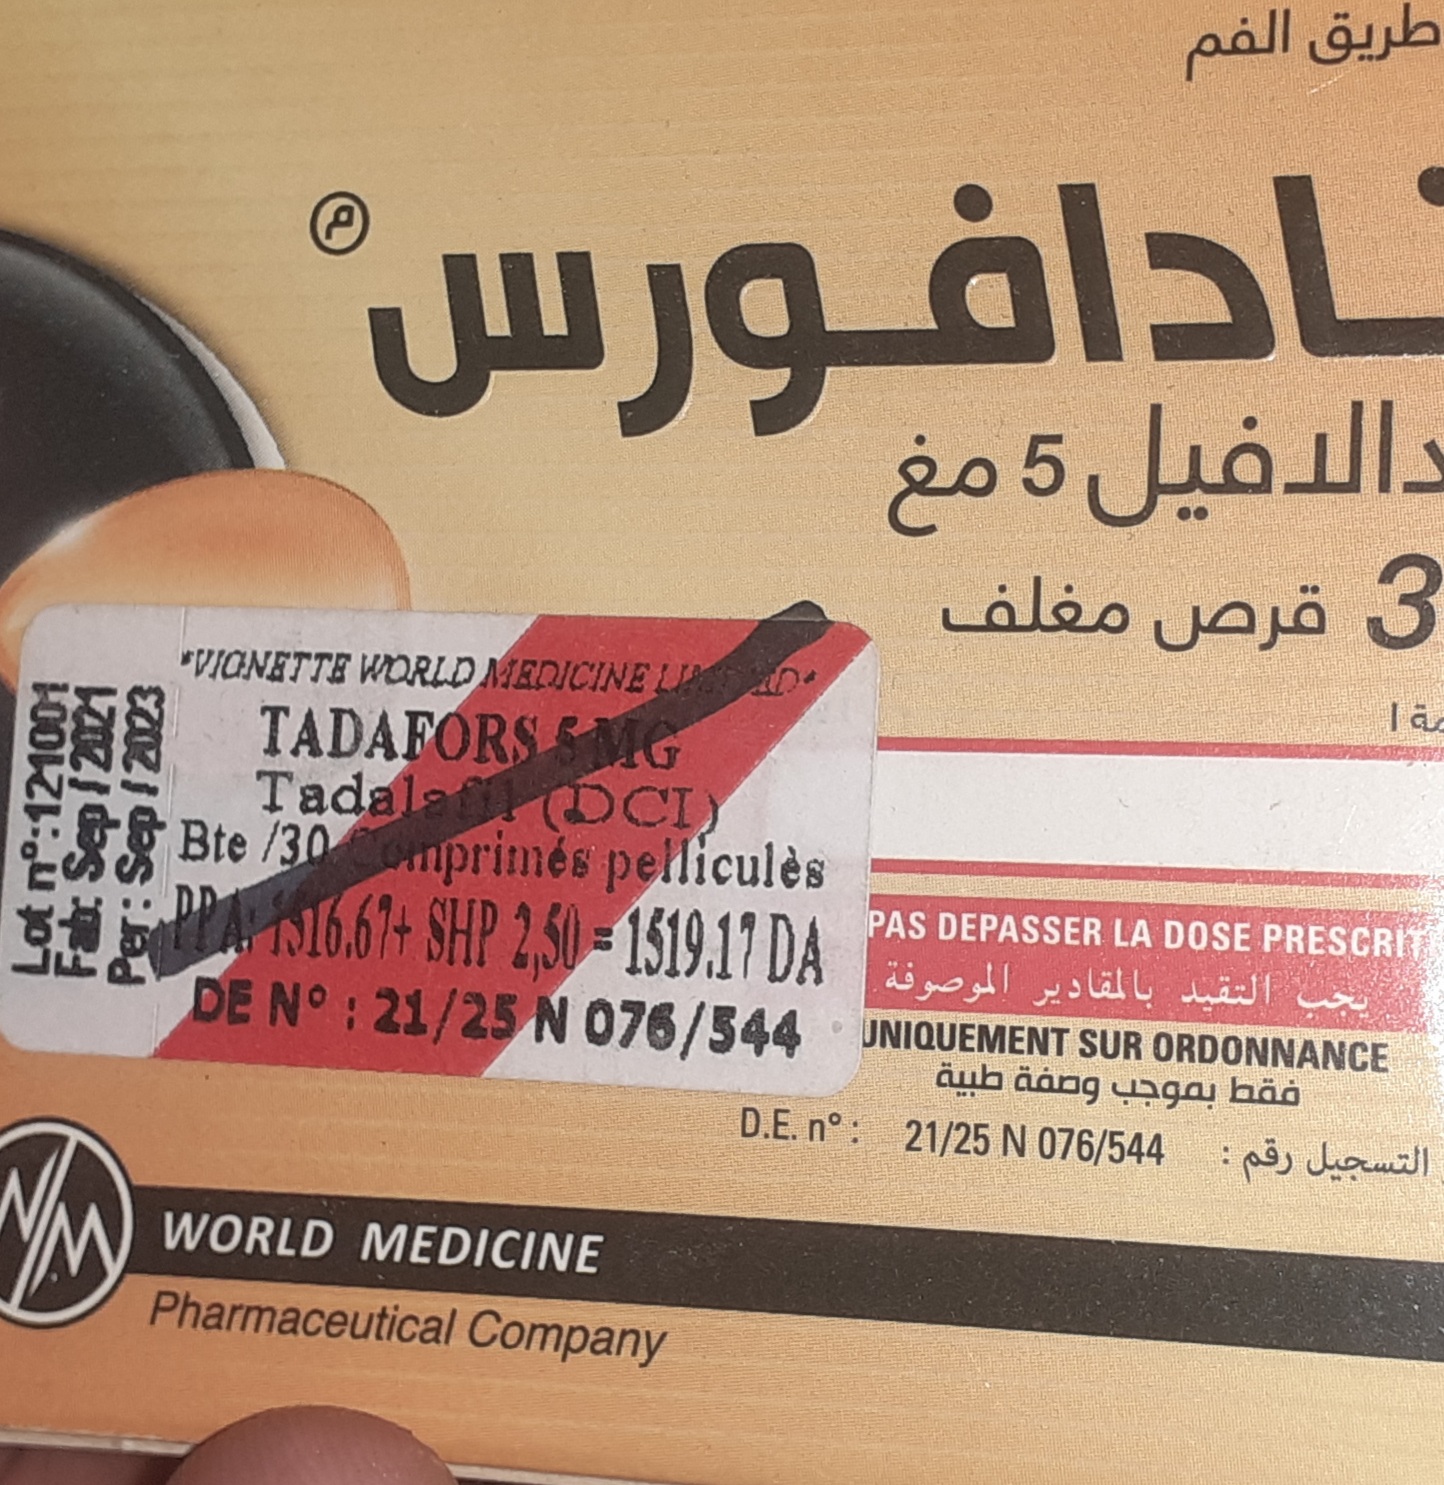 طريق الفم
ـادافورس
م
دالافيل 5 مغ
3 قرص مغلف
*VIGNETTE WORLD MEDICINE LIMITED*
TADAFORS 5 MG
Tadalafil (DCI)
Bte /30 Comprimés pelliculès
PPA: 1516.67+ SHP 2,50 = 1519.17 DA
DE N° : 21/25 N 076/544
Lot n°:121001
Fab: Sep / 2021
Per : Sep / 2023
PAS DEPASSER LA DOSE PRESCRIT
يجب التقيد بالمقادير الموصوفة
UNIQUEMENT SUR ORDONNANCE
فقط بموجب وصفة طبية
D.E. n° : 21/25 N 076/544 التسجيل رقم :
WORLD MEDICINE
Pharmaceutical Company